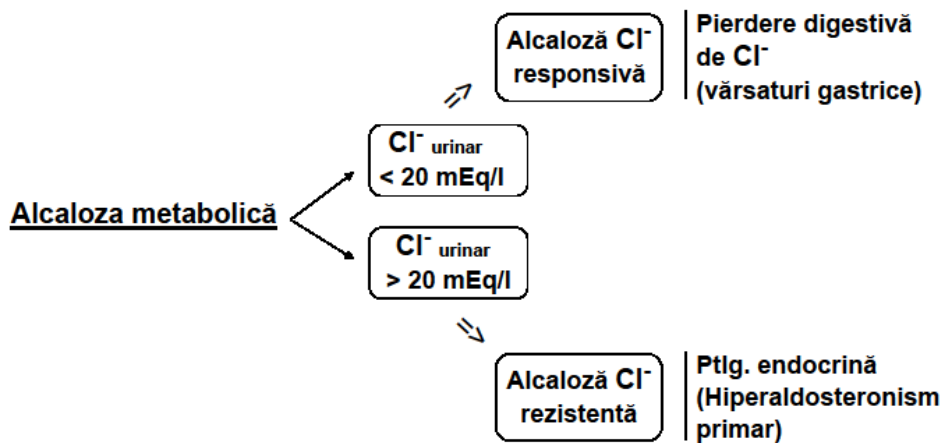 Alcaloză Cl⁻
responsivă
Pierdere digestivă
de Cl⁻
(vărsaturi gastrice)
Cl⁻ urinar
< 20 mEq/l
Alcaloza metabolică
Cl⁻ urinar
> 20 mEq/l
Alcaloză Cl⁻
rezistentă
Ptlg. endocrină
(Hiperaldosteronism
primar)